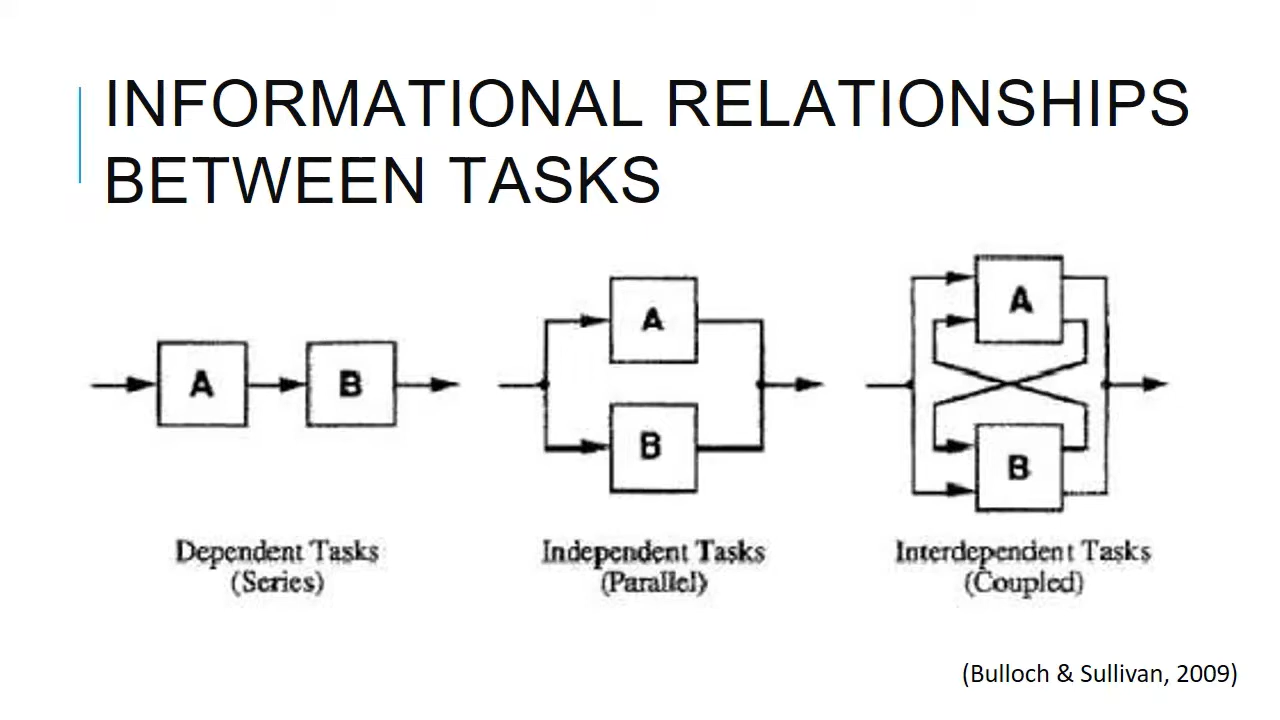 INFORMATIONAL RELATIONSHIPS
BETWEEN TASKS
A
B
Dependent Tasks
(Series)
A
B
Independent Tasks
(Parallel)
A
B
Interdependent Tasks
(Coupled)
(Bulloch & Sullivan, 2009)